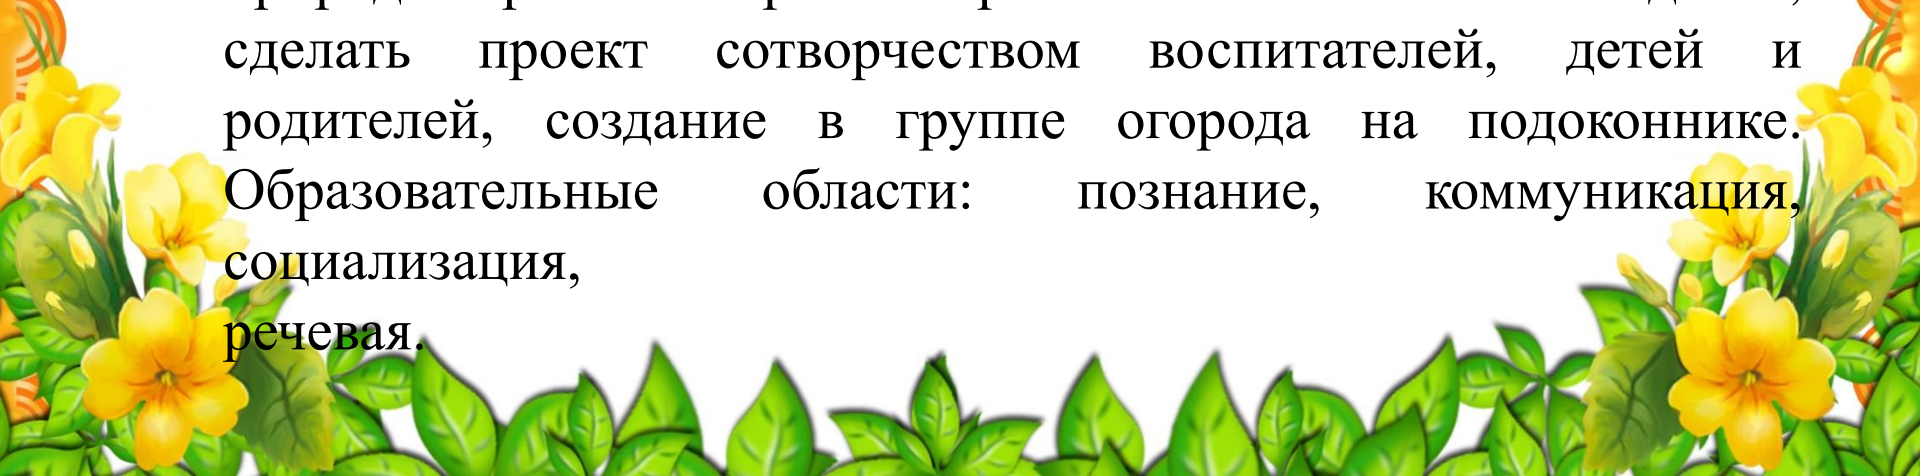 сделать проект сотворчеством воспитателей, детей и
родителей, создание в группе огорода на подоконнике.
Образовательные области: познание, коммуникация,
социализация,
речевая.